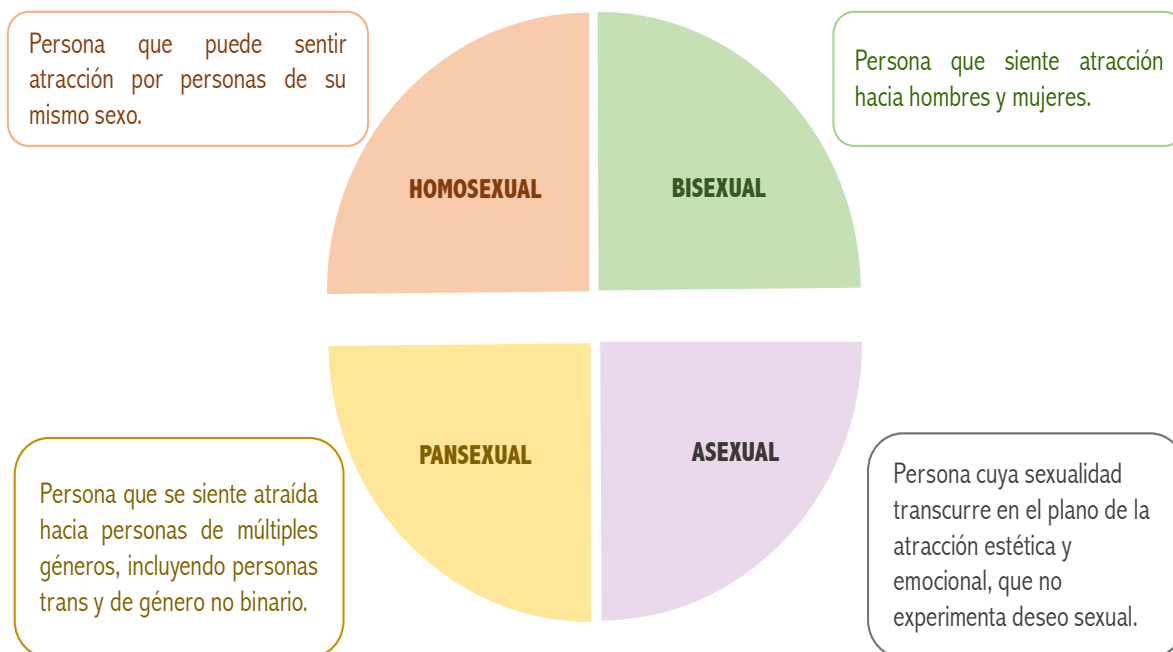 Persona que puede sentir
atracción por personas de su
mismo sexo.
Persona que siente atracción
hacia hombres y mujeres.
HOMOSEXUAL
BISEXUAL
PANSEXUAL
ASEXUAL
Persona que se siente atraída
hacia personas de múltiples
géneros, incluyendo personas
trans y de género no binario.
Persona cuya sexualidad
transcurre en el plano de la
atracción estética y
emocional, que no
experimenta deseo sexual.